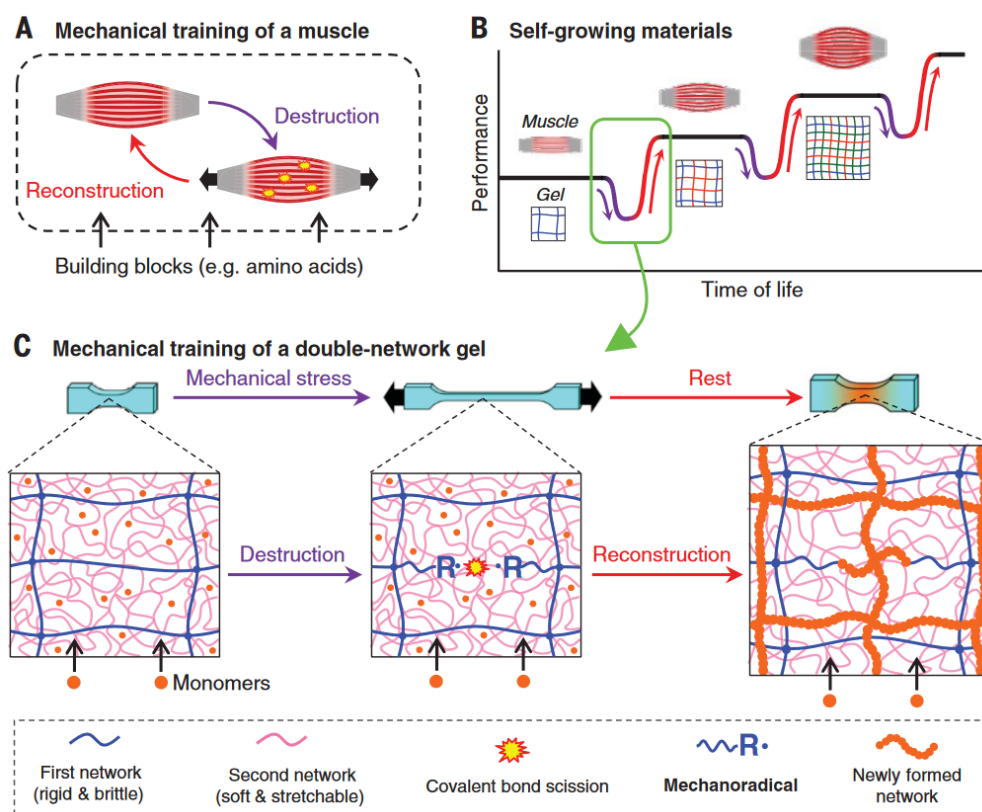 A Mechanical training of a muscle
Destruction
Reconstruction
Building blocks (e.g. amino acids)
B Self-growing materials
Performance
Muscle
Gel
Time of life
C Mechanical training of a double-network gel
Mechanical stress
Rest
Destruction
R· ·R
Reconstruction
Monomers
First network
(rigid & brittle)
Second network
(soft & stretchable)
Covalent bond scission
R·
Mechanoradical
Newly formed
network